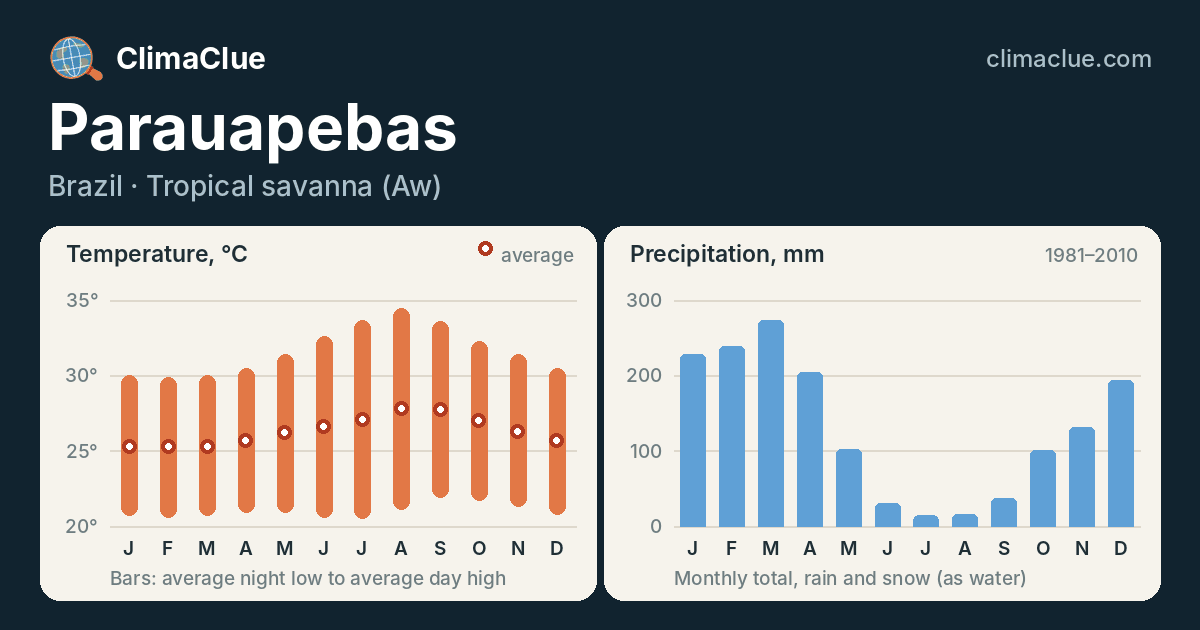 ClimaClue
climaclue.com
Parauapebas
Brazil · Tropical savanna (Aw)
Temperature, °C
average
35°
30°
25°
20°
J F M A M J J A S O N D
Bars: average night low to average day high
Precipitation, mm
1981–2010
300
200
100
0
J F M A M J J A S O N D
Monthly total, rain and snow (as water)